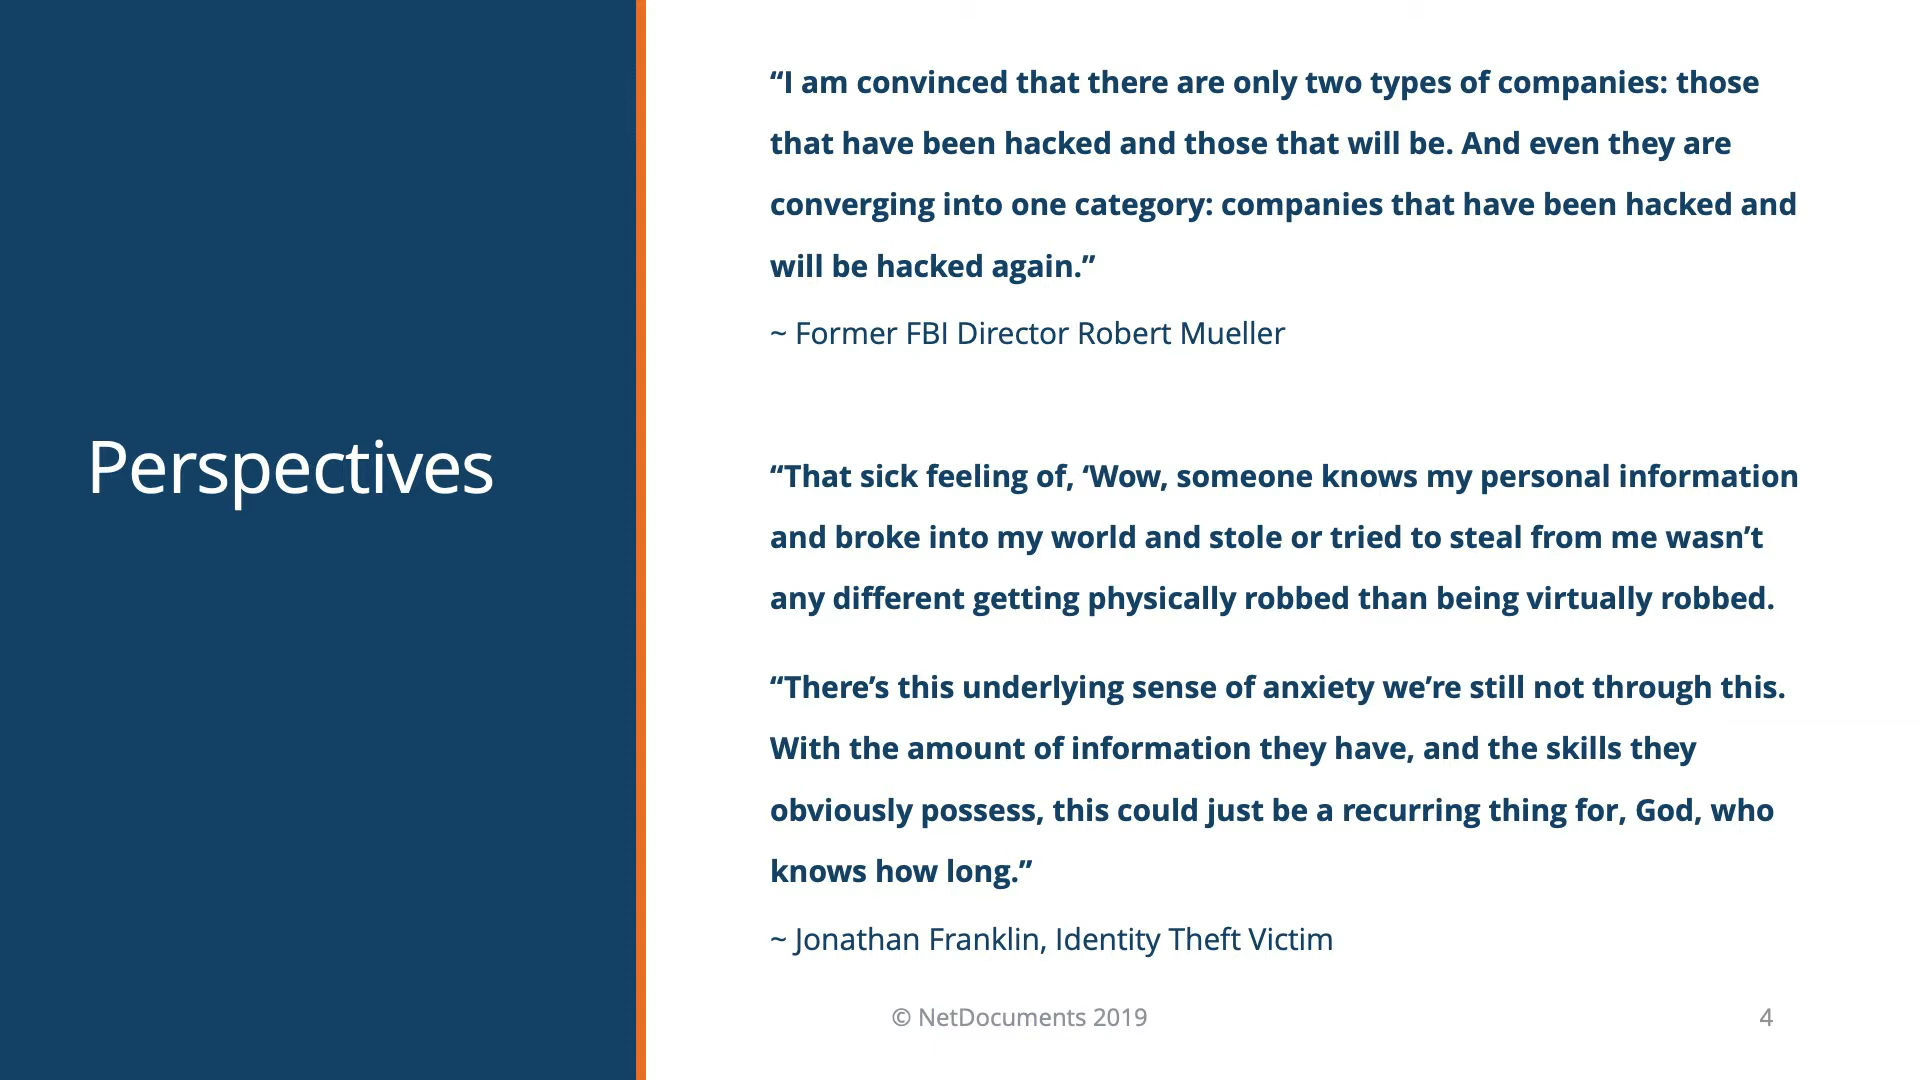 Perspectives
“I am convinced that there are only two types of companies: those
that have been hacked and those that will be. And even they are
converging into one category: companies that have been hacked and
will be hacked again.”
~ Former FBI Director Robert Mueller
“That sick feeling of, ‘Wow, someone knows my personal information
and broke into my world and stole or tried to steal from me wasn’t
any different getting physically robbed than being virtually robbed.
“There’s this underlying sense of anxiety we’re still not through this.
With the amount of information they have, and the skills they
obviously possess, this could just be a recurring thing for, God, who
knows how long.”
~ Jonathan Franklin, Identity Theft Victim
© NetDocuments 2019
4